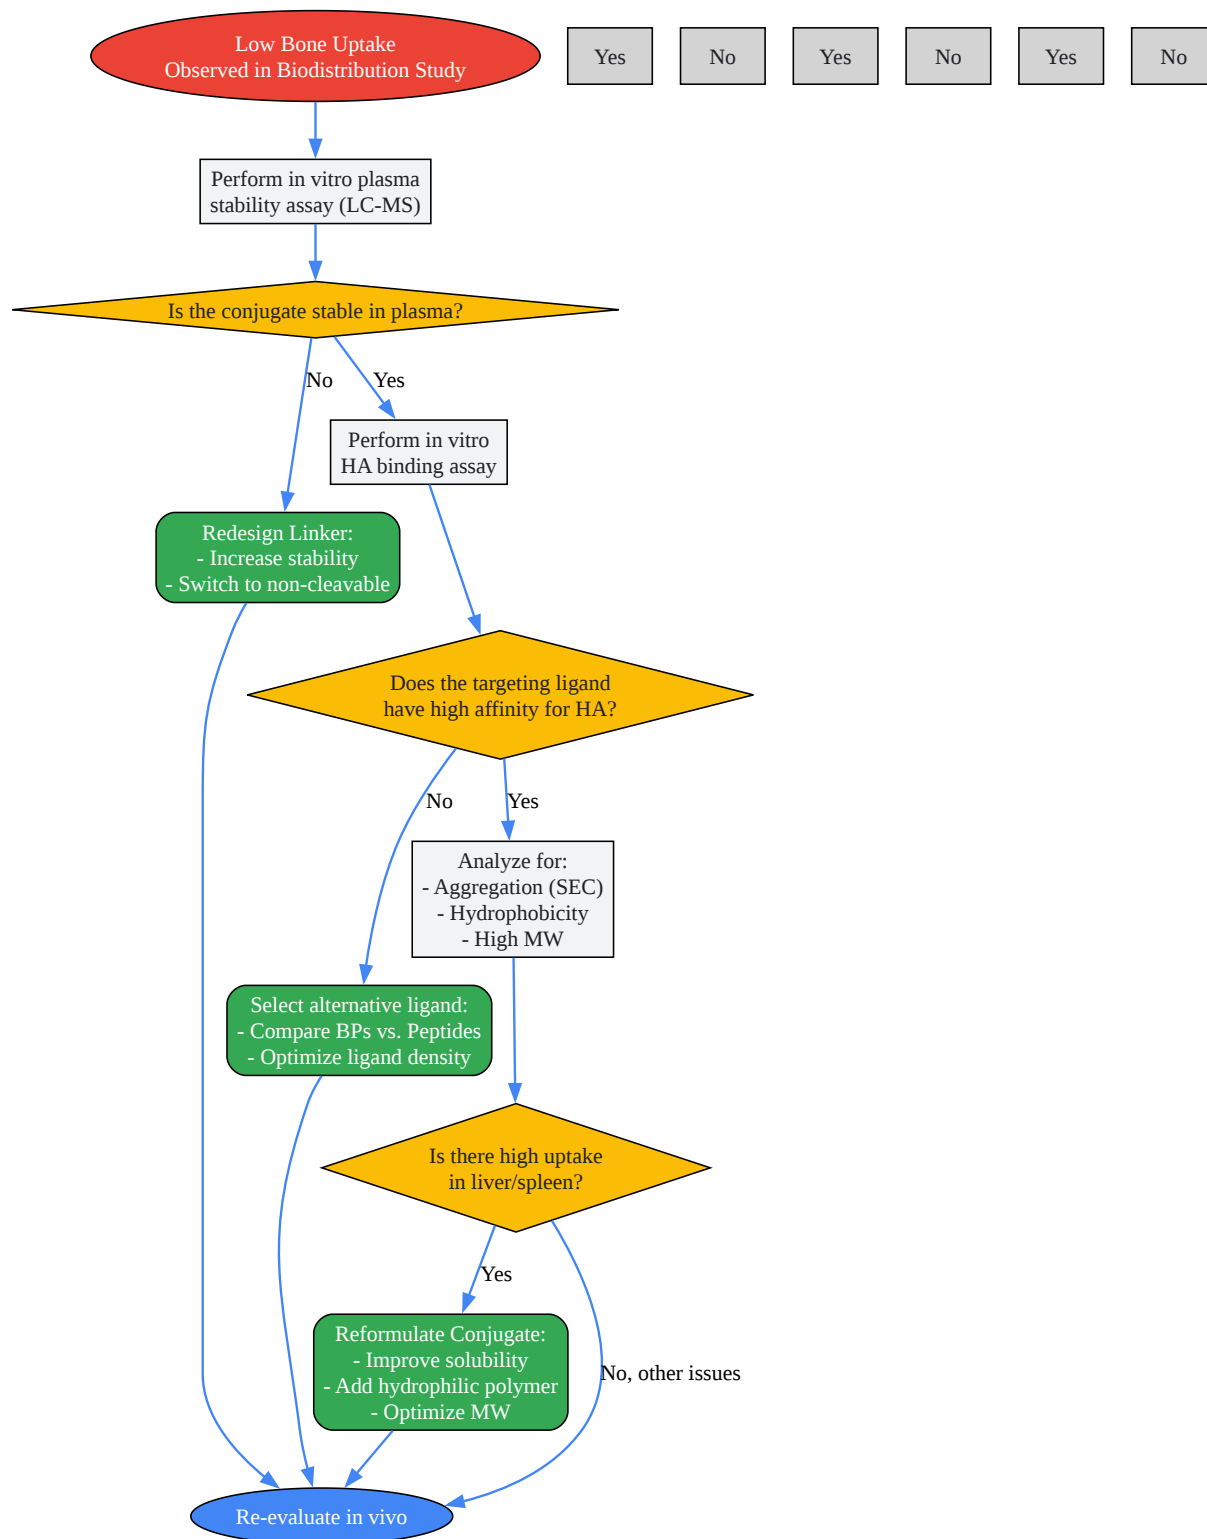 Low Bone Uptake
Observed in Biodistribution Study
Yes
No
Yes
No
Yes
No
Perform in vitro plasma
stability assay (LC-MS)
Is the conjugate stable in plasma?
No
Yes
Perform in vitro
HA binding assay
Redesign Linker:
- Increase stability
- Switch to non-cleavable
Does the targeting ligand
have high affinity for HA?
No
Yes
Analyze for:
- Aggregation (SEC)
- Hydrophobicity
- High MW
Select alternative ligand:
- Compare BPs vs. Peptides
- Optimize ligand density
Is there high uptake
in liver/spleen?
Yes
Reformulate Conjugate:
- Improve solubility
- Add hydrophilic polymer
- Optimize MW
No, other issues
Re-evaluate in vivo